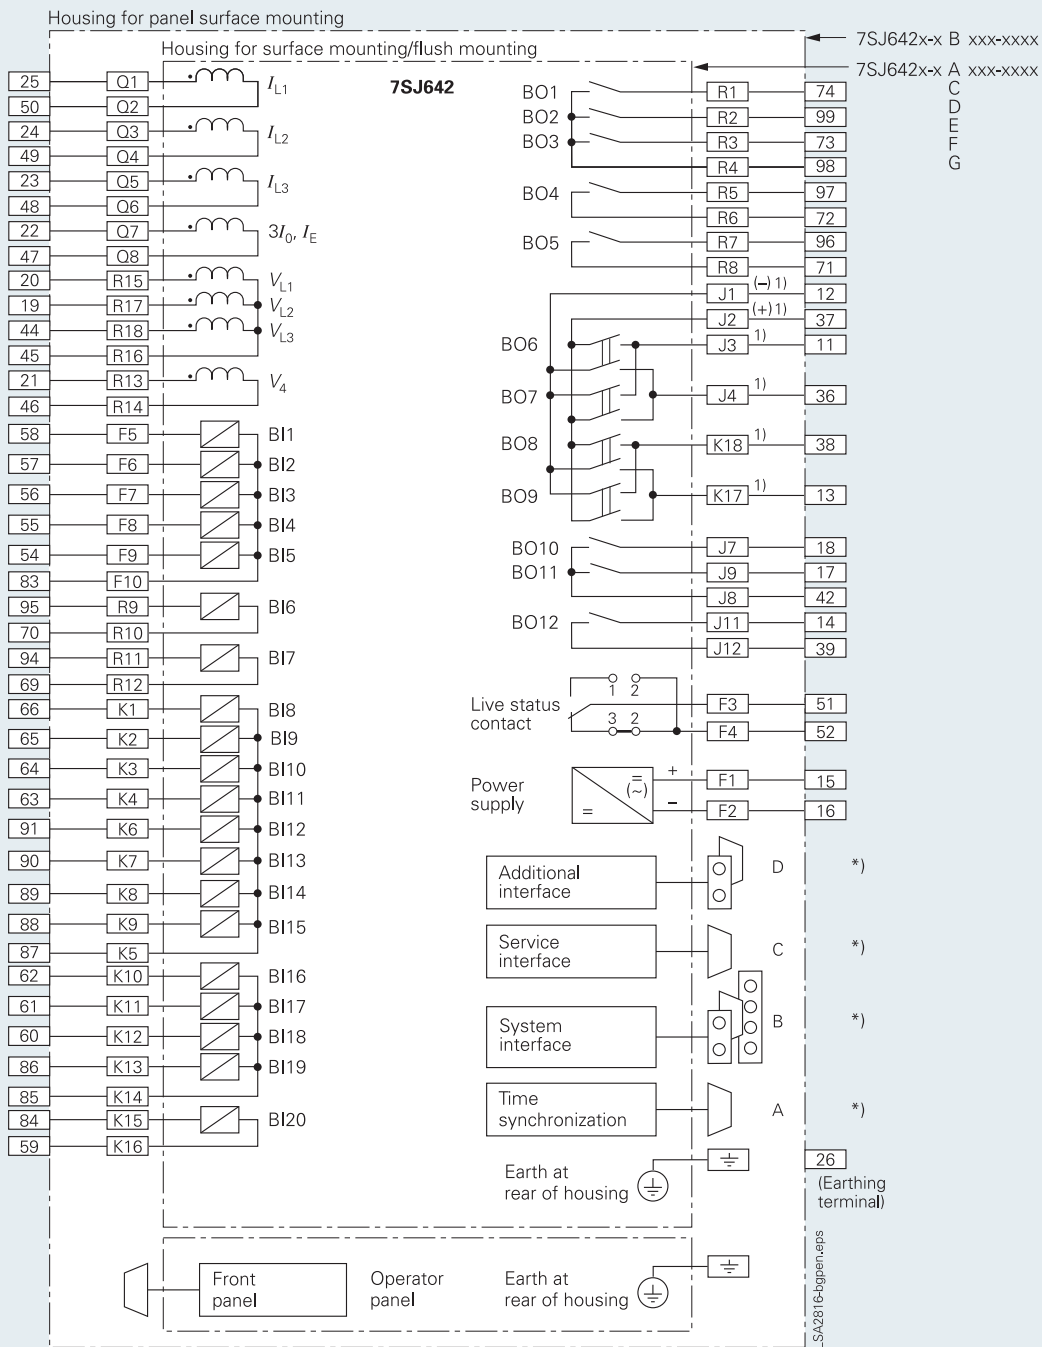 Housing for panel surface mounting
7SJ642x-x B xxx-xxxx
Housing for surface mounting/flush mounting
7SJ642x-x A xxx-xxxx
C
D
E
F
G
7SJ642
25 Q1 I L1
50 Q2
24 Q3 I L2
49 Q4
23 Q5 I L3
48 Q6
22 Q7 3I0, IE
47 Q8
20 R15 V L1
19 R17 V L2
44 R18 V L3
45 R16
21 R13 V4
46 R14
58 F5 BI1
57 F6 BI2
56 F7 BI3
55 F8 BI4
54 F9 BI5
83 F10
95 R9 BI6
70 R10
94 R11 BI7
69 R12
66 K1 BI8
65 K2 BI9
64 K3 BI10
63 K4 BI11
91 K6 BI12
90 K7 BI13
89 K8 BI14
88 K9 BI15
87 K5
62 K10 BI16
61 K11 BI17
60 K12 BI18
86 K13 BI19
85 K14
84 K15 BI20
59 K16
BO1 R1 74
BO2 R2 99
BO3 R3 73
R4 98
BO4 R5 97
R6 72
BO5 R7 96
R8 71
J1 (–) 1) 12
J2 (+) 1) 37
BO6 J3 1) 11
BO7 J4 1) 36
BO8 K18 1) 38
BO9 K17 1) 13
BO10 J7 18
BO11 J9 17
J8 42
BO12 J11 14
J12 39
1 2
Live status
contact
F3 51
3 2
F4 52
Power
supply
= (~) =
+ F1 15
– F2 16
Additional
interface
D *)
Service
interface
C *)
System
interface
B *)
Time
synchronization
A *)
Earth at
rear of housing
26
(Earthing
terminal)
Front
panel
Operator
panel
Earth at
rear of housing
LSA2816-bgpen.eps